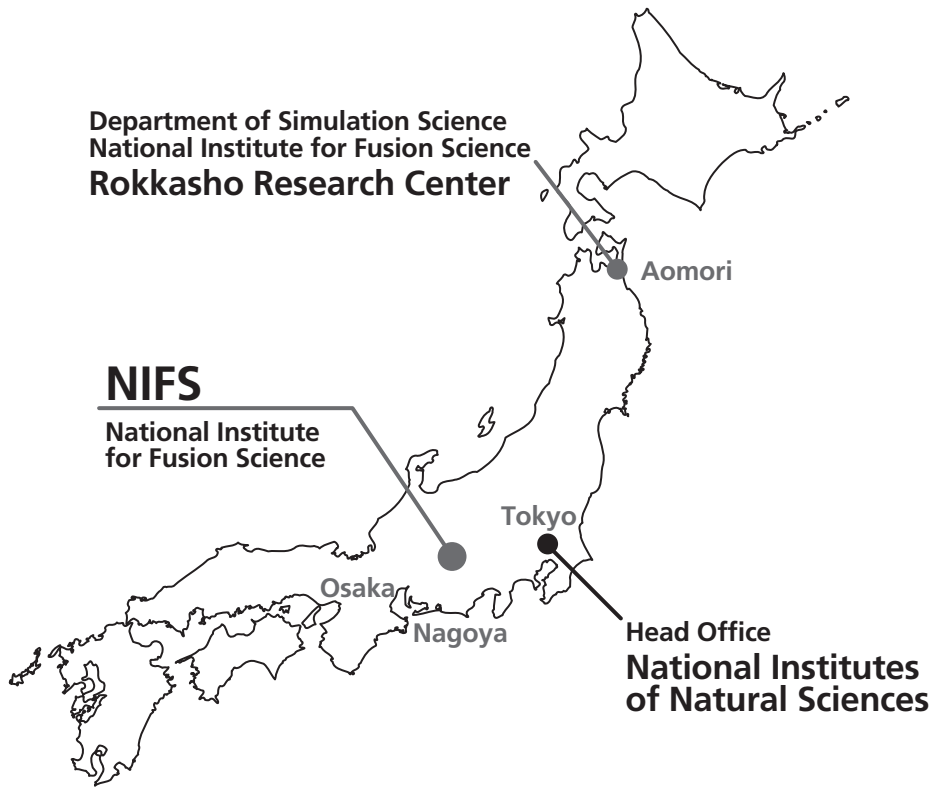 Department of Simulation Science
National Institute for Fusion Science
Rokkasho Research Center
Aomori
NIFS
National Institute
for Fusion Science
Tokyo
Osaka
Nagoya
Head Office
National Institutes
of Natural Sciences